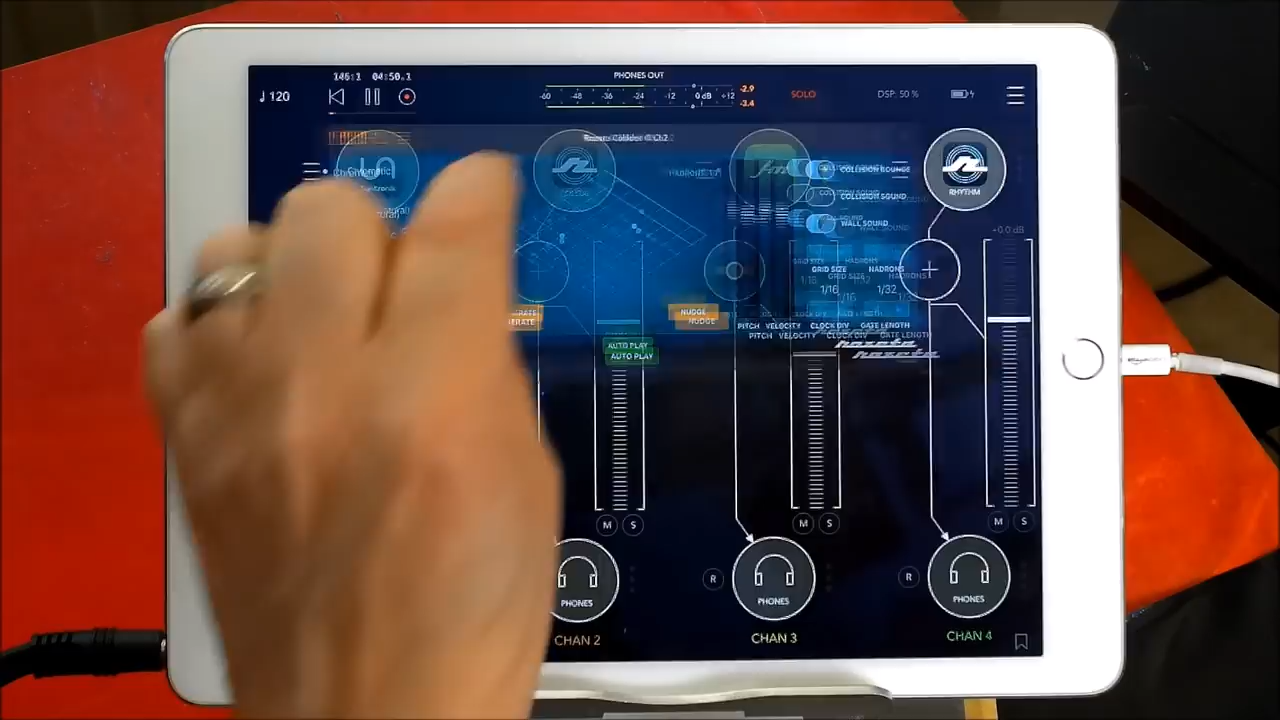 146:1 04:50.1
PHONES OUT
♩120
-60 -48 -36 -24 -12 0 dB +12
-2.9
-3.4
SOLO
DSP: 50 %
COLLISION BOUNCE
COLLISION SOUND
WALL SOUND
RHYTHM
+0.0 dB
GRID SIZE
HADRONS
1/16
1/32
NUDGE
PITCH VELOCITY CLOCK DIV GATE LENGTH
AUTO PLAY
M S
M S
M S
R
R
PHONES
PHONES
PHONES
CHAN 2
CHAN 3
CHAN 4